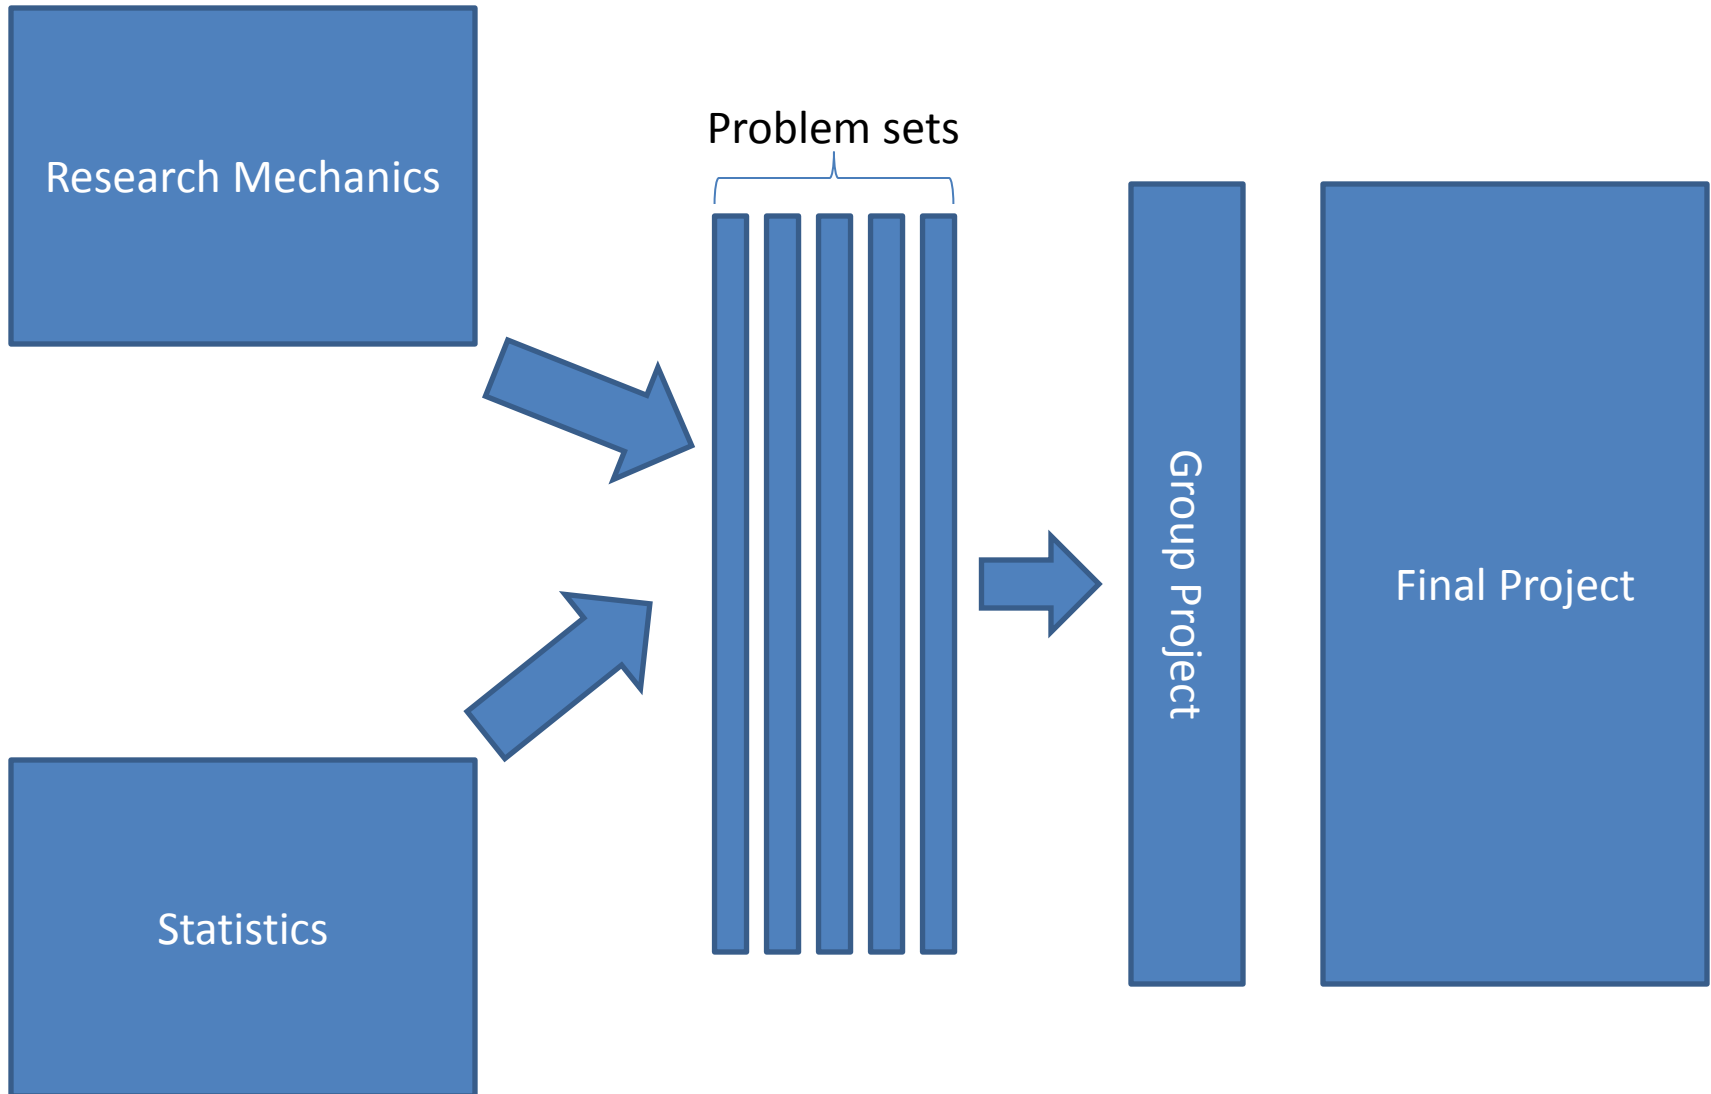 Research Mechanics
Problem sets
Group Project
Final Project
Statistics